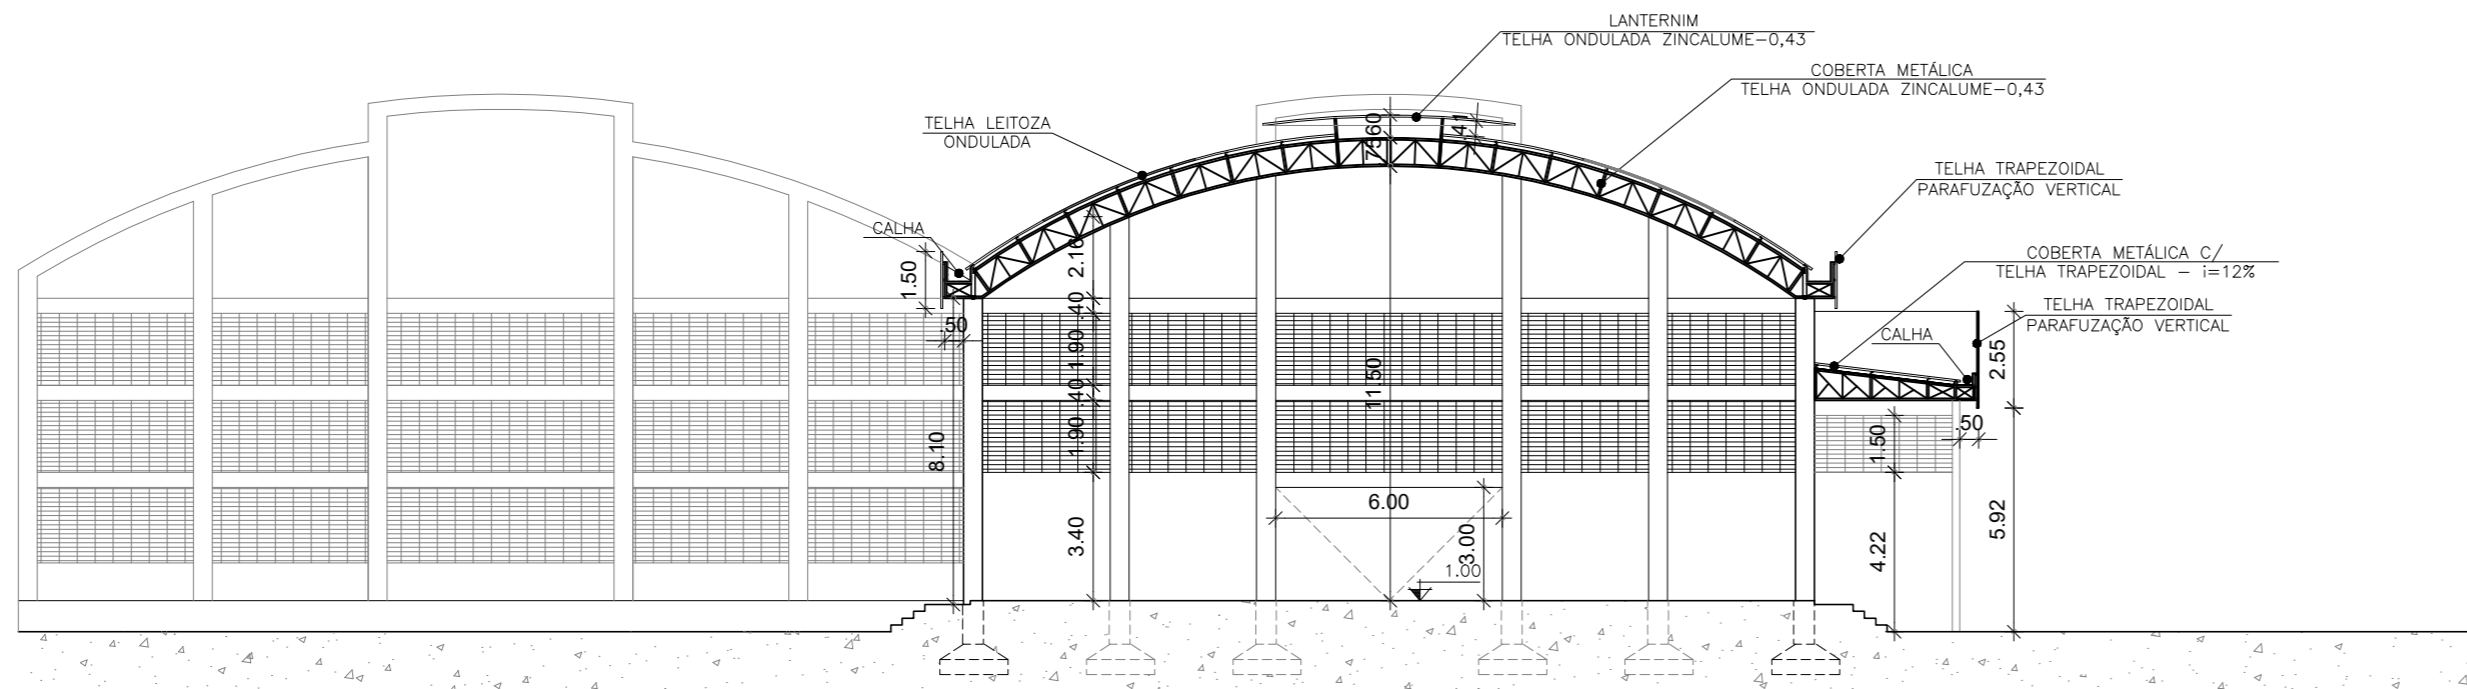 LANTERNIM
TELHA ONDULADA ZINCALUME-0,43
COBERTA METÁLICA
TELHA ONDULADA ZINCALUME-0,43
TELHA LEITOZA
ONDULADA
TELHA TRAPEZOIDAL
PARAFUZAÇÃO VERTICAL
CALHA
COBERTA METÁLICA C/
TELHA TRAPEZOIDAL - i=12%
TELHA TRAPEZOIDAL
PARAFUZAÇÃO VERTICAL
CALHA
1.50
.50
8.10
2.16
.40
1.90
.40
1.90
3.40
.60
.75
.41
11.50
6.00
3.00
1.00
2.55
.50
1.50
4.22
5.92